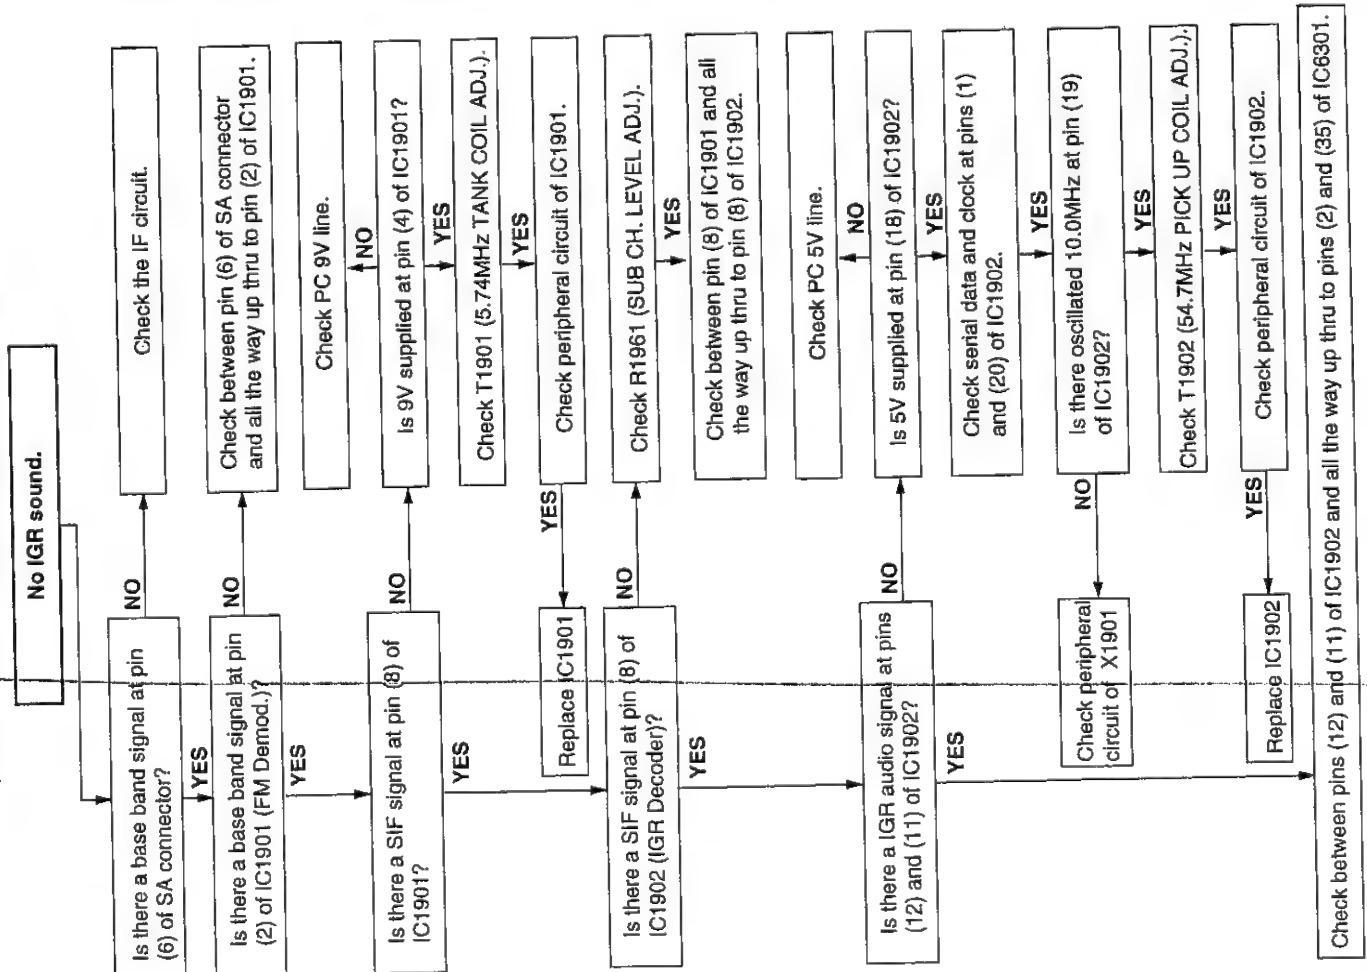 No IGR sound.
Is there a base band signal at pin
(6) of SA connector?
NO
Check the IF circuit.
YES
Is there a base band signal at pin
(2) of IC1901 (FM Demod.)?
NO
Check between pin (6) of SA connector
and all the way up thru to pin (2) of IC1901.
YES
Check PC 9V line.
NO
Is there a SIF signal at pin (8) of
IC1901?
NO
Is 9V supplied at pin (4) of IC1901?
YES
Check T1901 (5.74MHz TANK COIL ADJ.).
YES
YES
Check peripheral circuit of IC1901.
YES
Replace IC1901
Is there a SIF signal at pin (8) of
IC1902 (IGR Decoder)?
NO
Check R1961 (SUB CH. LEVEL ADJ.).
YES
YES
Check between pin (8) of IC1901 and all
the way up thru to pin (8) of IC1902.
Check PC 5V line.
NO
Is there a IGR audio signal at pins
(12) and (11) of IC1902?
NO
Is 5V supplied at pin (18) of IC1902?
YES
YES
Check serial data and clock at pins (1)
and (20) of IC1902.
YES
Is there oscillated 10.0MHz at pin (19)
of IC1902?
NO
Check peripheral
circuit of X1901
YES
Check T1902 (54.7MHz PICK UP COIL ADJ.).
YES
Check peripheral circuit of IC1902.
YES
Replace IC1902
Check between pins (12) and (11) of IC1902 and all the way up thru to pins (2) and (35) of IC6301.